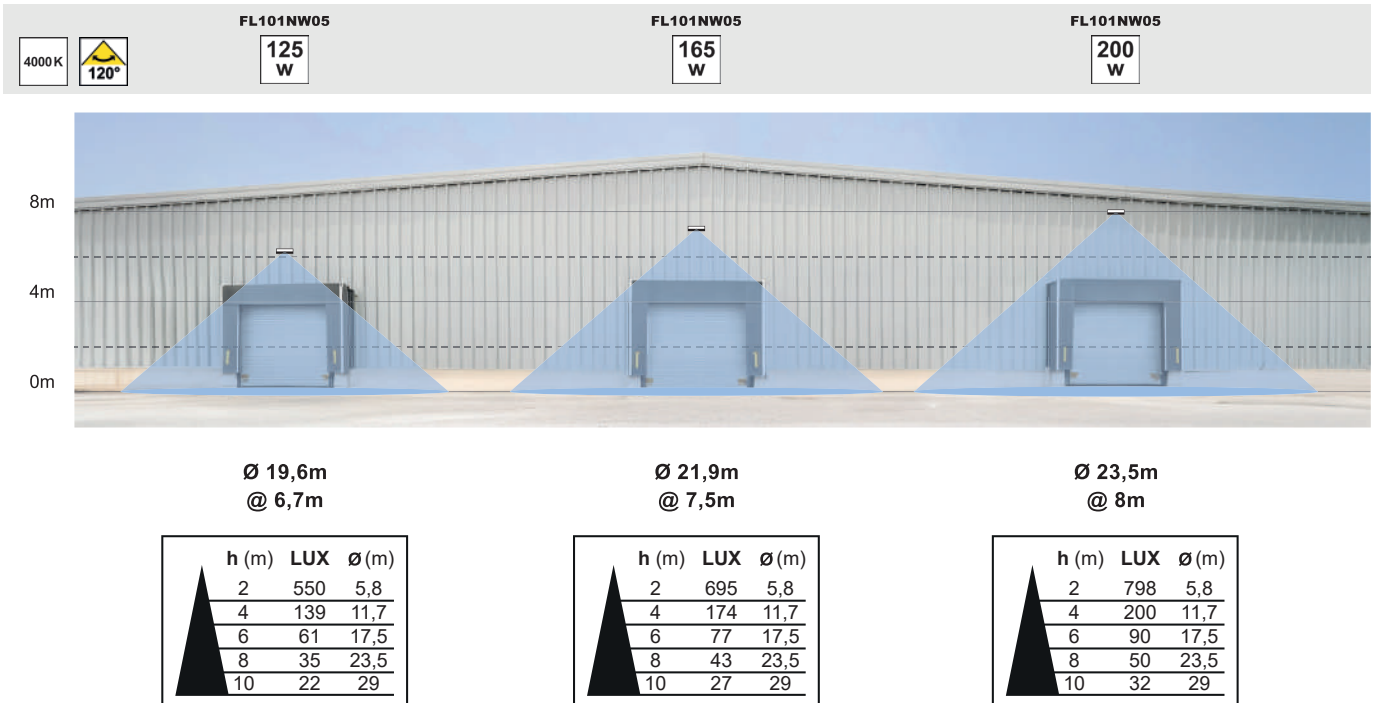 FL101NW05 FL101NW05 FL101NW05
4000K 120° 125 W 165 W 200 W
8m
4m
0m
Ø 19,6m Ø 21,9m Ø 23,5m
@ 6,7m @ 7,5m @ 8m
h (m) LUX ø (m) h (m) LUX ø (m) h (m) LUX ø (m)
2 550 5,8 2 695 5,8 2 798 5,8
4 139 11,7 4 174 11,7 4 200 11,7
6 61 17,5 6 77 17,5 6 90 17,5
8 35 23,5 8 43 23,5 8 50 23,5
10 22 29 10 27 29 10 32 29